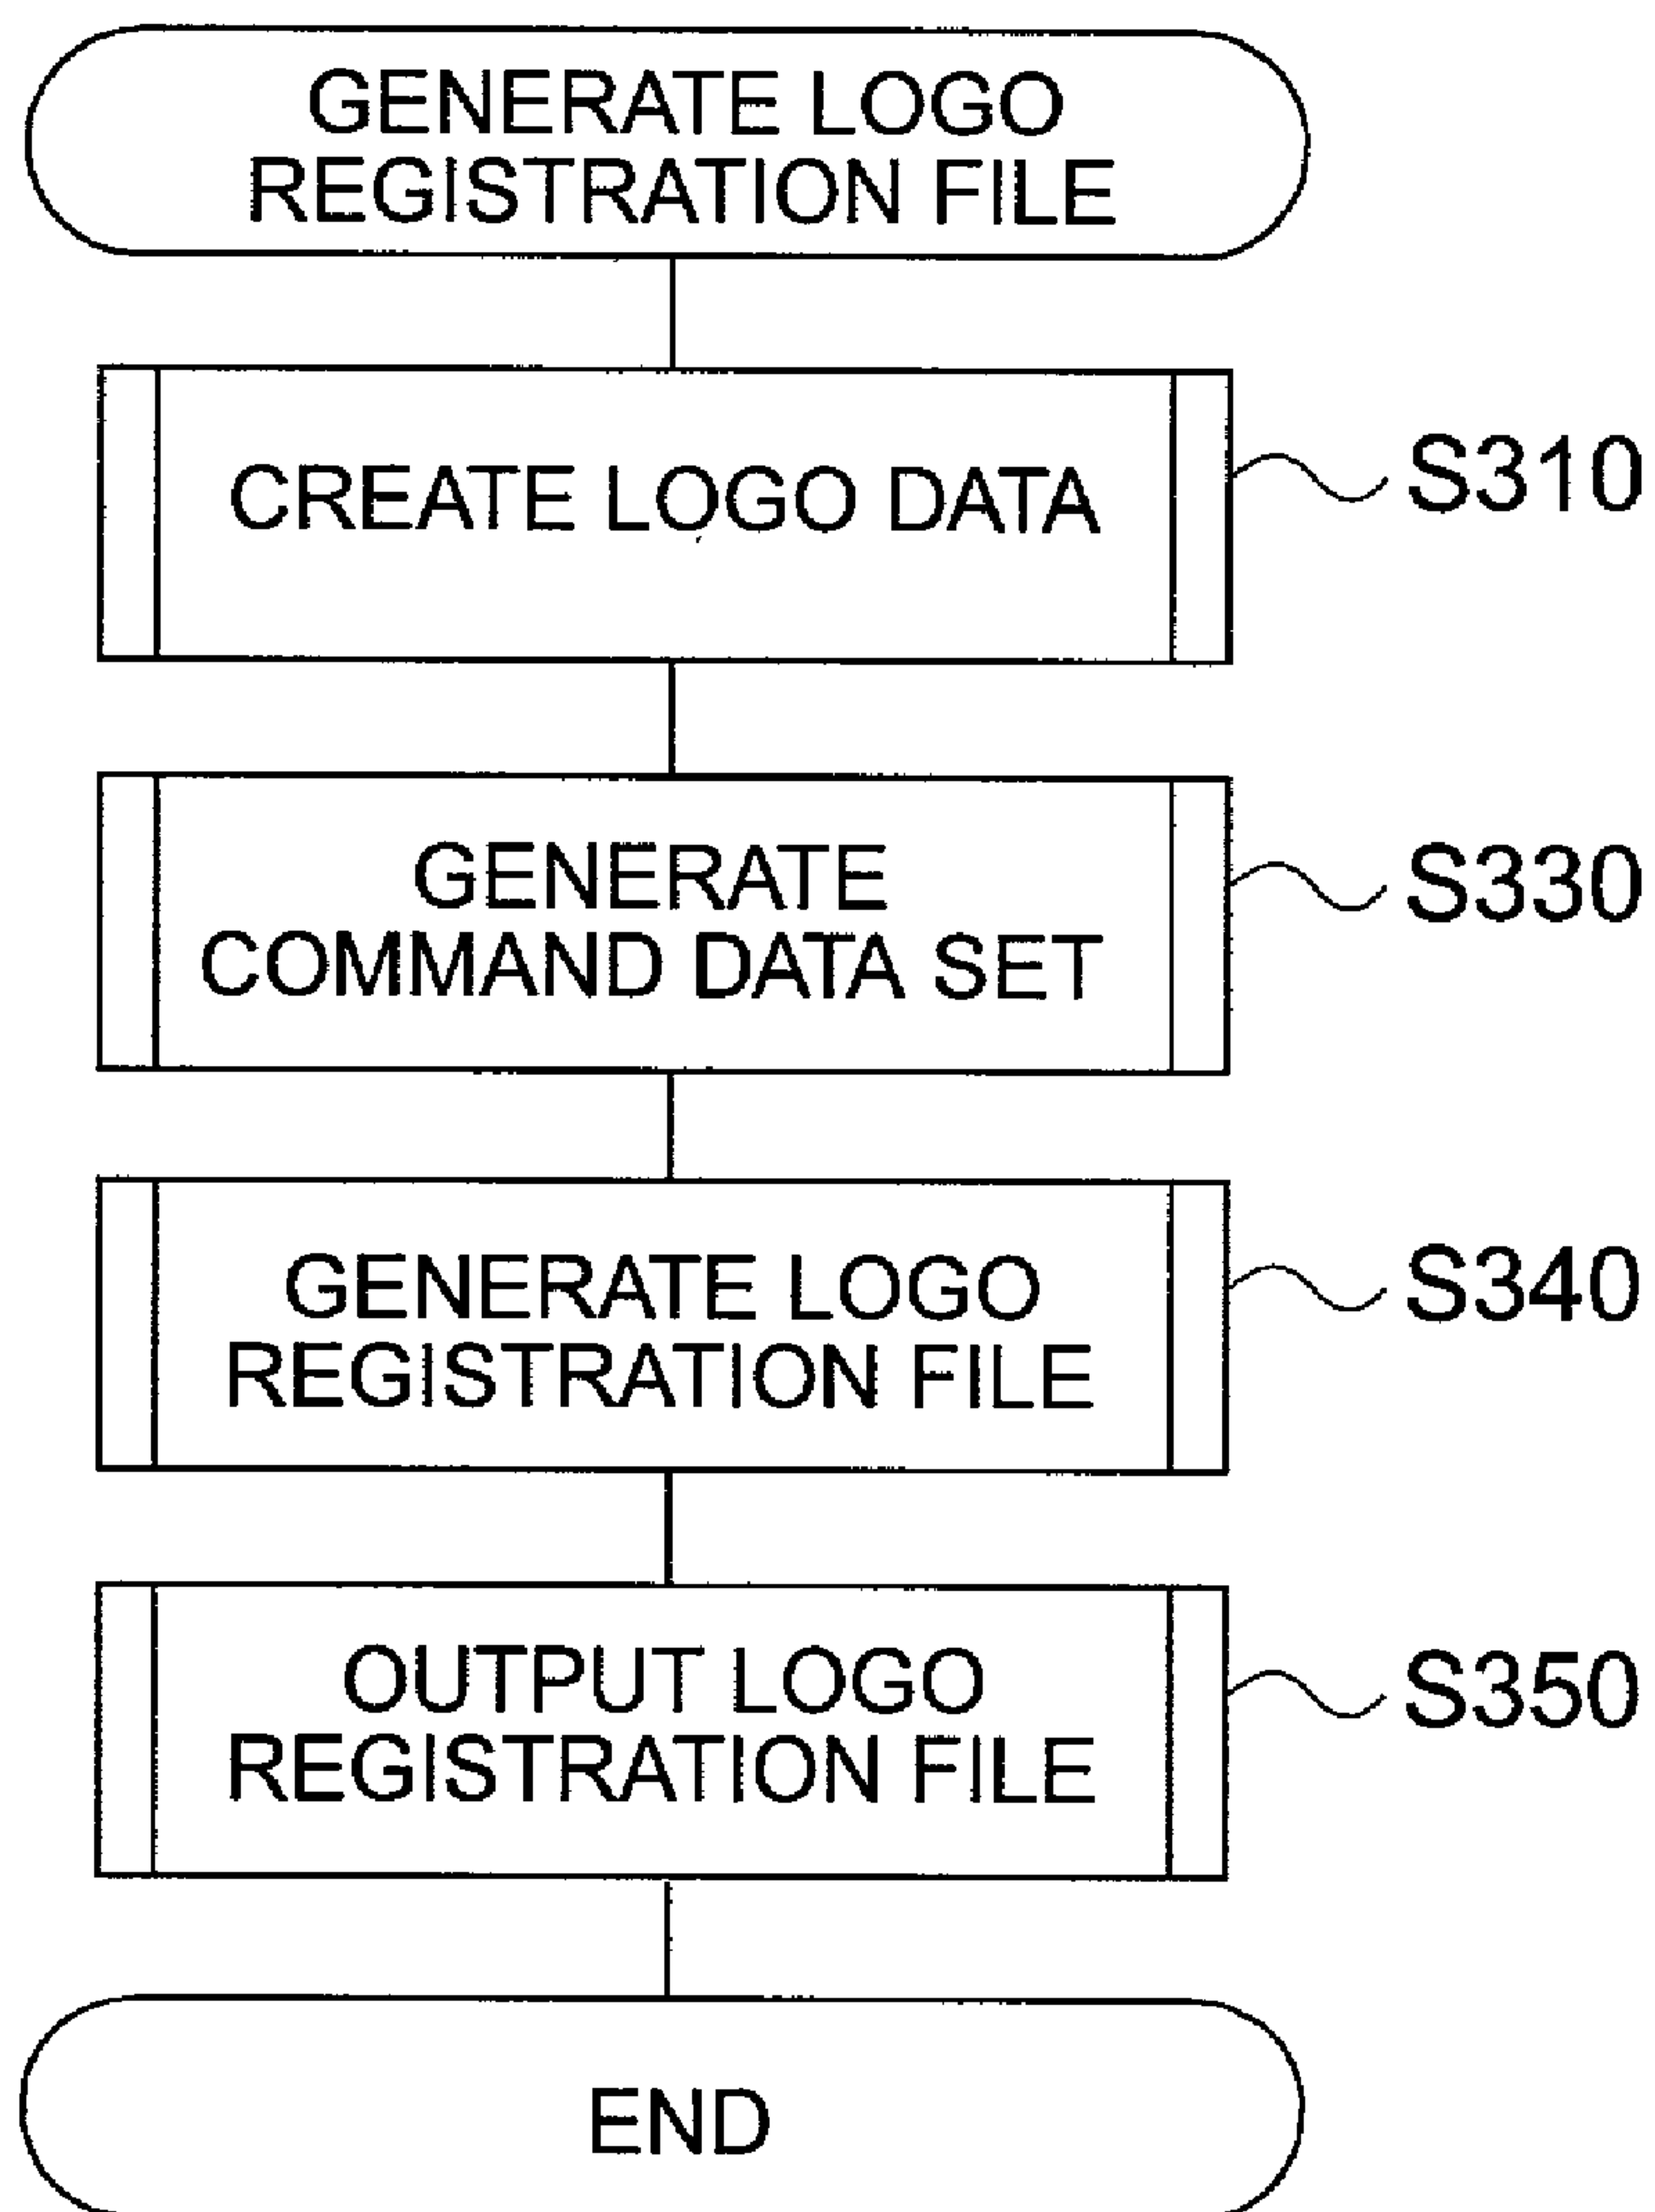 GENERATE LOGO
REGISTRATION FILE
CREATE LOGO DATA
S310
GENERATE
COMMAND DATA SET
S330
GENERATE LOGO
REGISTRATION FILE
S340
OUTPUT LOGO
REGISTRATION FILE
S350
END